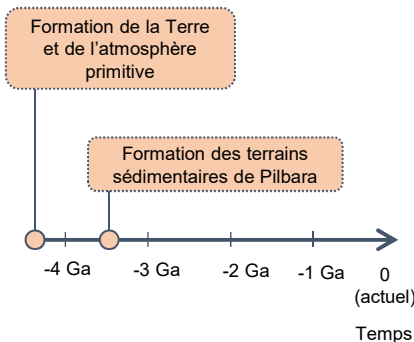 Formation de la Terre
et de l’atmosphère
primitive
Formation des terrains
sédimentaires de Pilbara
-4 Ga
-3 Ga
-2 Ga
-1 Ga
0
(actuel)
Temps